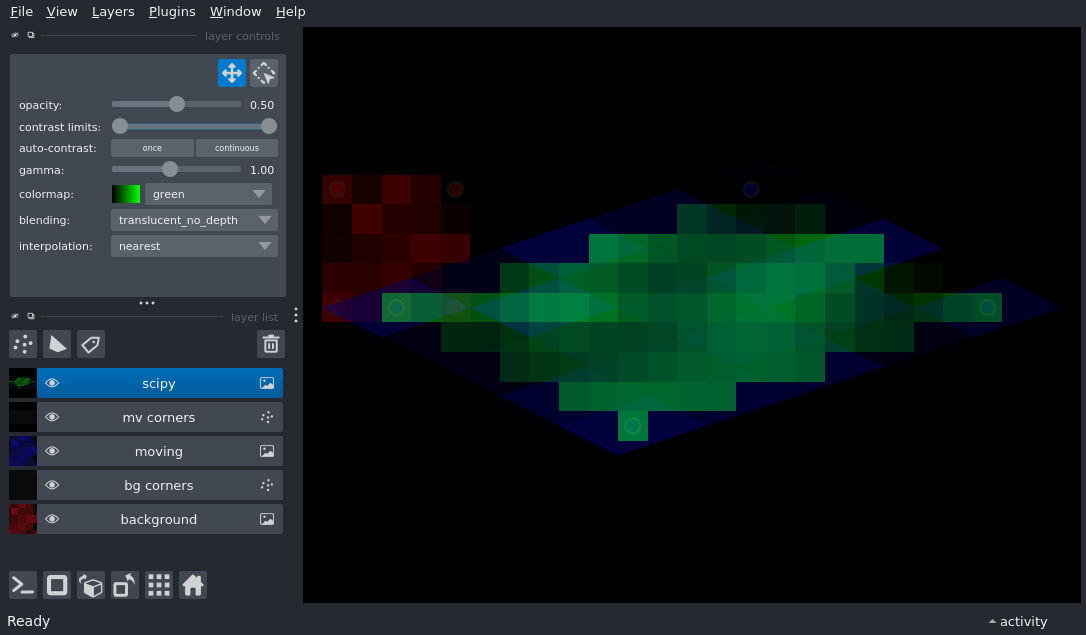 File View Layers Plugins Window Help
layer controls
opacity: 0.50
contrast limits:
auto-contrast: once continuous
gamma: 1.00
colormap: green
blending: translucent_no_depth
interpolation: nearest
layer list
scipy
mv corners
moving
bg corners
background
Ready activity